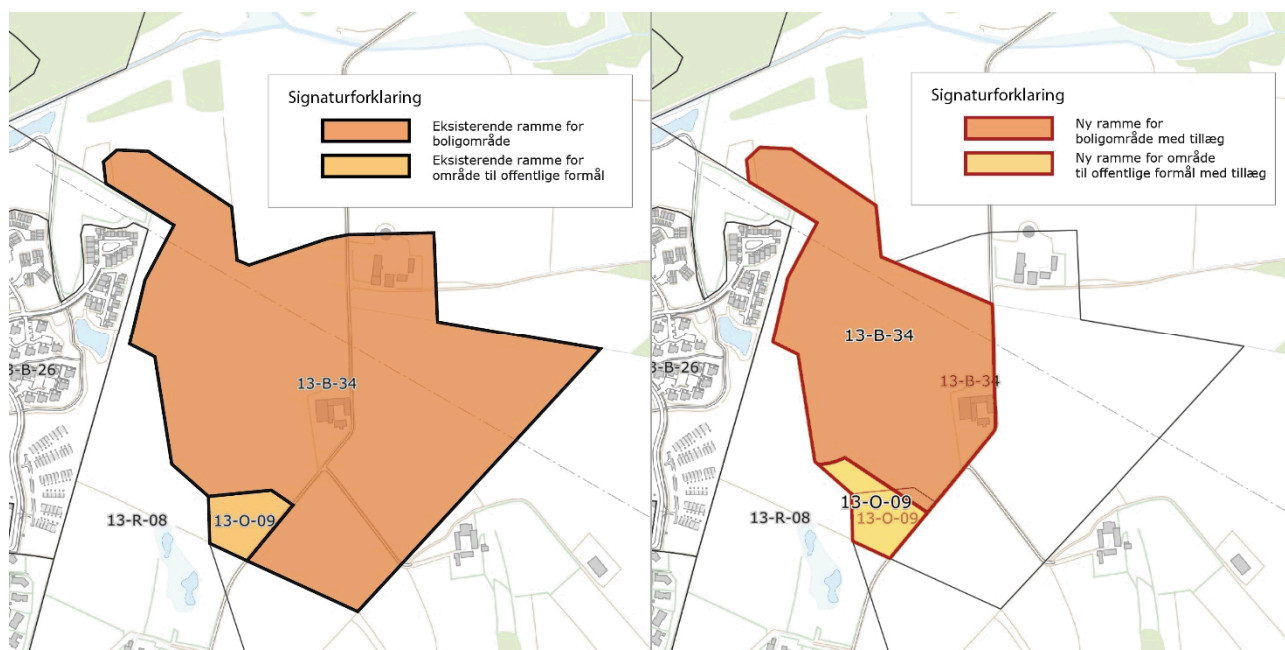 Signaturforklaring
Eksisterende ramme for
boligområde
Eksisterende ramme for
område til offentlige formål
13-B-26
13-B-34
13-O-09
13-R-08
Signaturforklaring
Ny ramme for
boligområde med tillæg
Ny ramme for område
til offentlige formål med tillæg
13-B-34
3-B-26
13-B-34
13-O-09
13-R-08
13-O-09